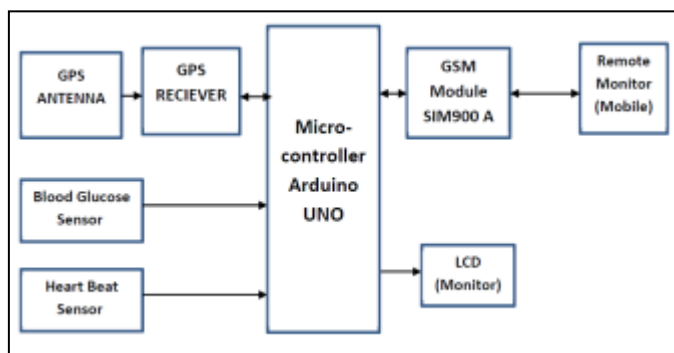 GPS
ANTENNA
GPS
RECIEVER
Micro-
controller
Arduino
UNO
GSM
Module
SIM900 A
Remote
Monitor
(Mobile)
Blood Glucose
Sensor
Heart Beat
Sensor
LCD
(Monitor)